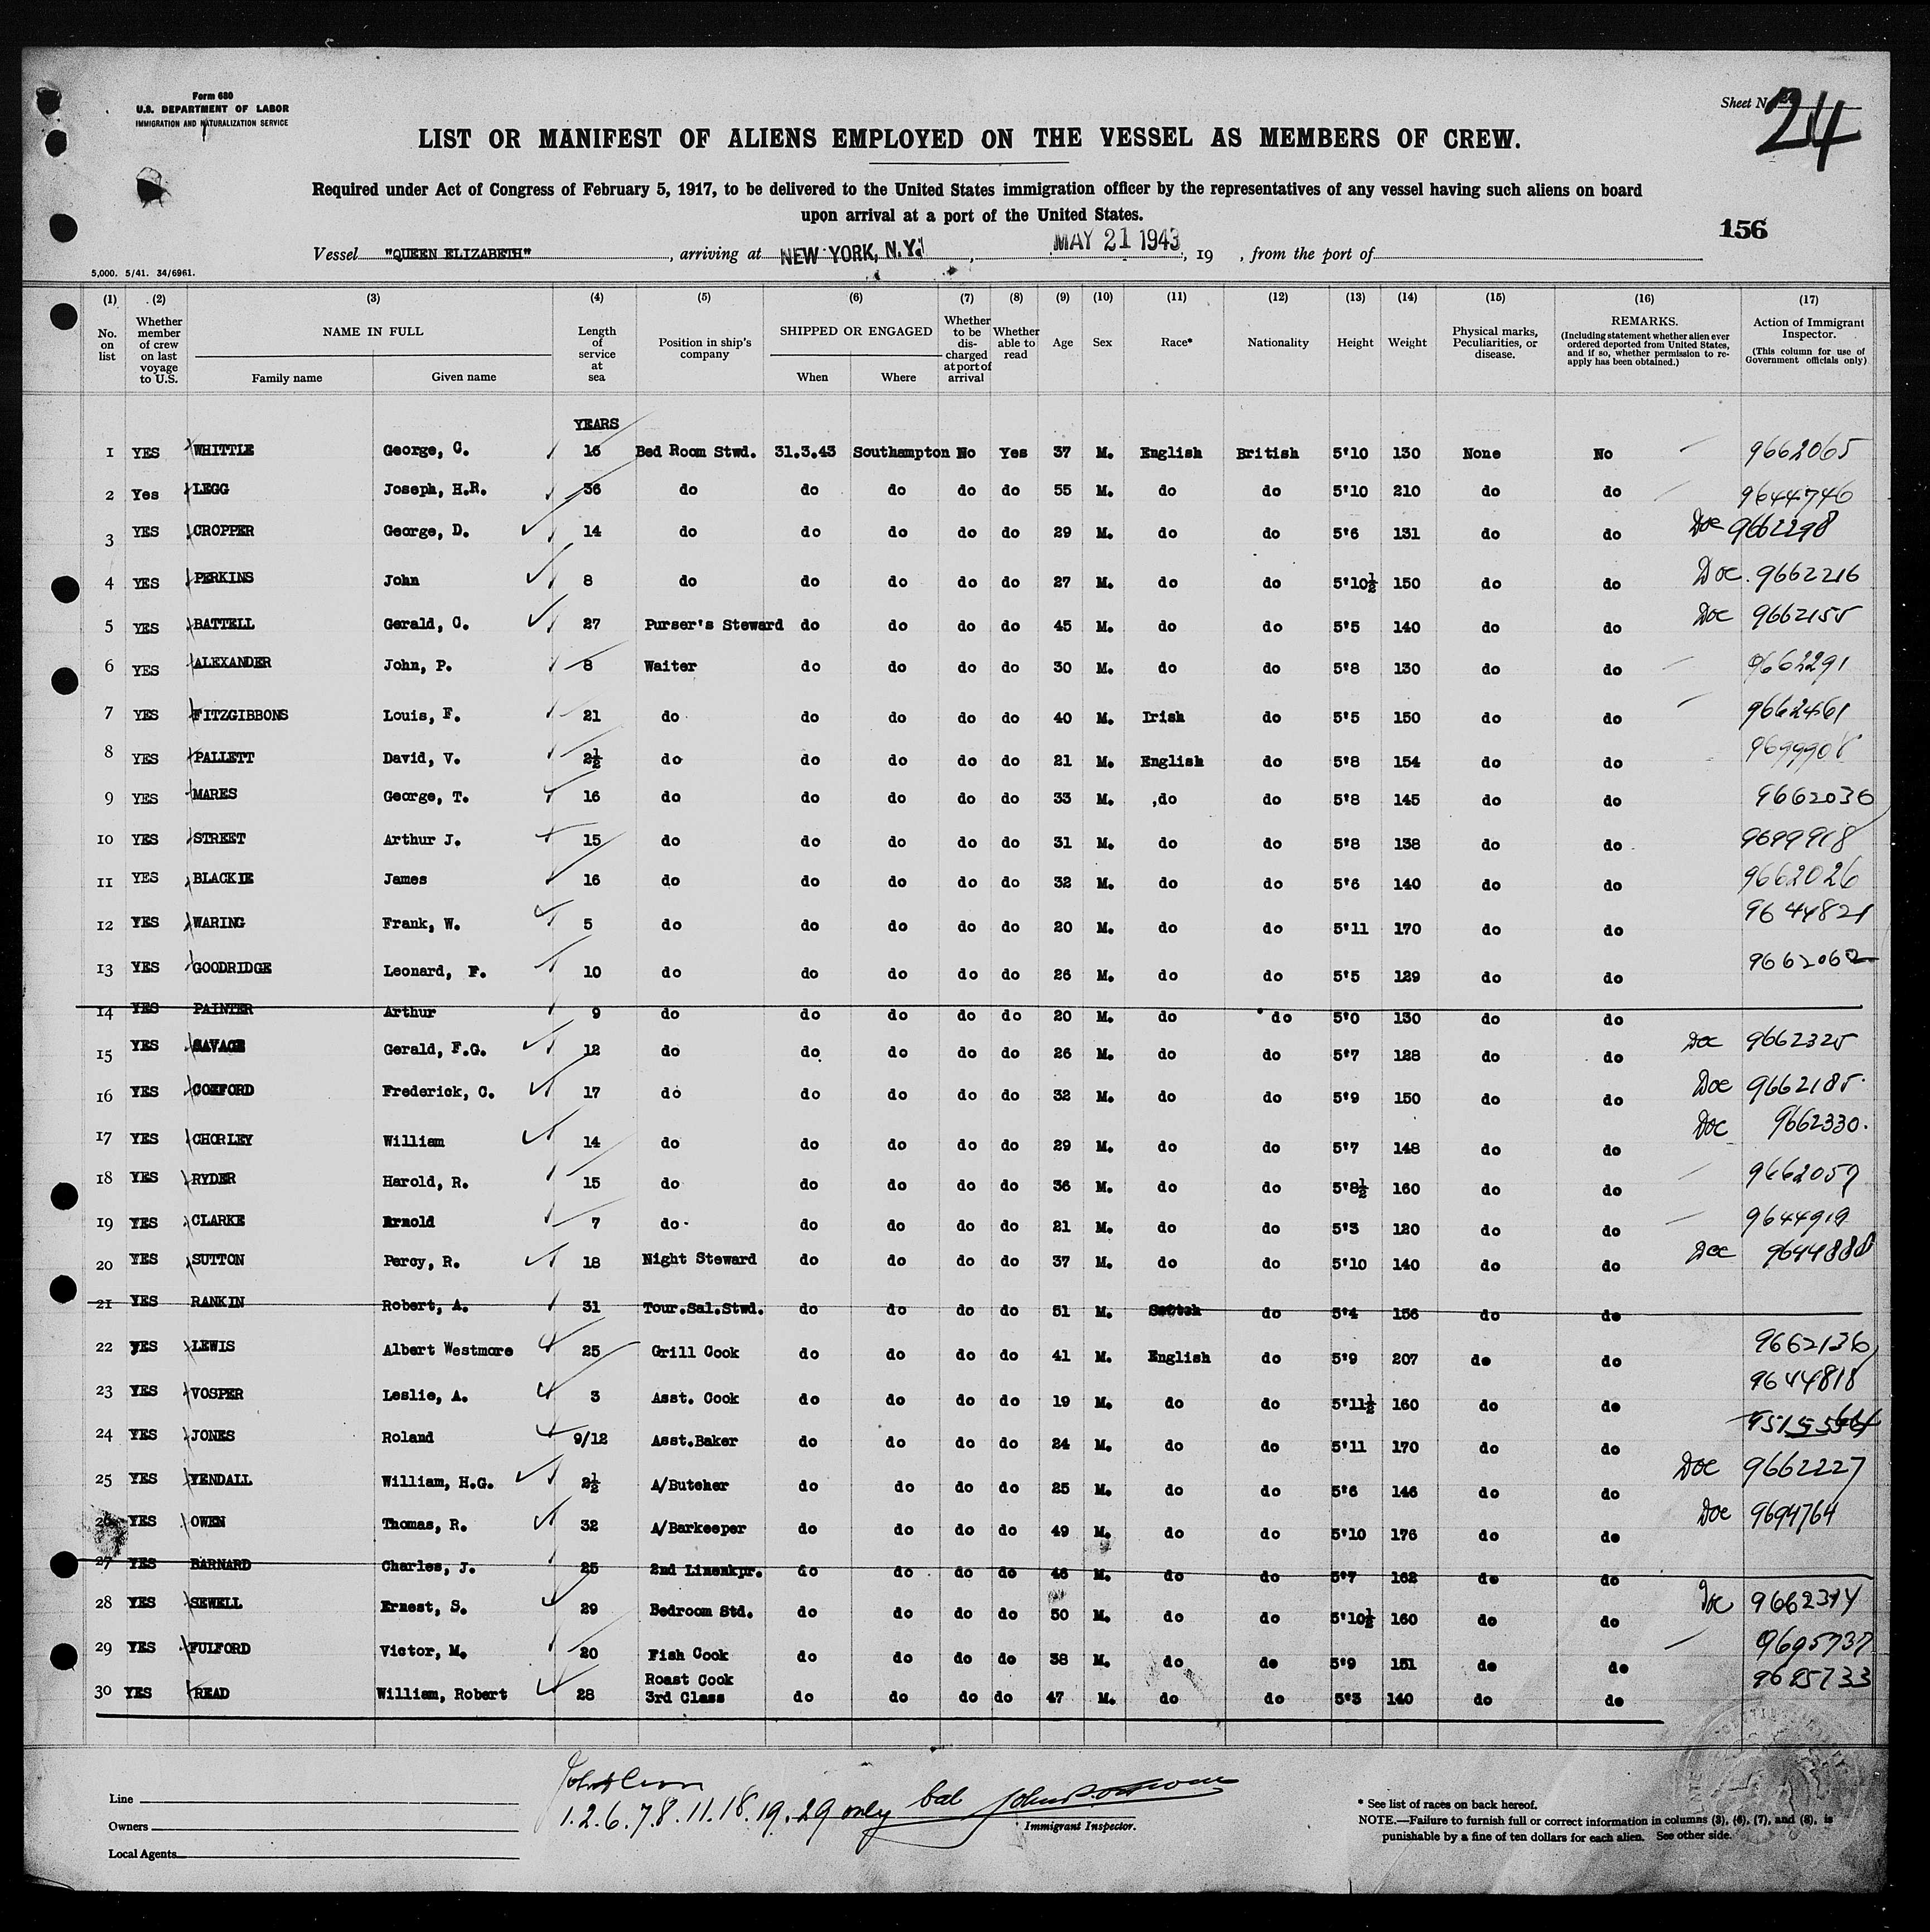 Form 680
U.S. DEPARTMENT OF LABOR
IMMIGRATION AND NATURALIZATION SERVICE
Sheet No.
24
LIST OR MANIFEST OF ALIENS EMPLOYED ON THE VESSEL AS MEMBERS OF CREW.
Required under Act of Congress of February 5, 1917, to be delivered to the United States immigration officer by the representatives of any vessel having such aliens on board
upon arrival at a port of the United States.
156
Vessel "QUEEN ELIZABETH", arriving at NEW YORK, N.Y., MAY 21 1943, 19 , from the port of
5,000. 5/41. 34/6961.
(1) (2) (3) (4) (5) (6) (7) (8) (9) (10) (11) (12) (13) (14) (15) (16) (17)
No. on list
Whether member of crew on last voyage to U.S.
NAME IN FULL
Family name
Given name
Length of service at sea
Position in ship's company
SHIPPED OR ENGAGED
When
Where
Whether to be discharged at port of arrival
Whether able to read
Age
Sex
Race*
Nationality
Height
Weight
Physical marks, Peculiarities, or disease.
REMARKS.
(Including statement whether alien ever ordered deported from United States, and if so, whether permission to re-apply has been obtained.)
Action of Immigrant Inspector.
(This column for use of Government officials only)
YEARS
1 YES WHITTLE George, C. 16 Bed Room Stwd. 31.3.43 Southampton No Yes 37 M. English British 5'10 130 None No 9662065
2 Yes LEGG Joseph, H.R. 36 do do do do do 55 M. do do 5'10 210 do do 9644746
3 YES CROPPER George, D. 14 do do do do do 29 M. do do 5'6 131 do do Doc 9662298
4 YES PERKINS John 8 do do do do do 27 M. do do 5'10½ 150 do do Doc. 9662216
5 YES BATTELL Gerald, C. 27 Purser's Steward do do do do 45 M. do do 5'5 140 do do Doc 9662155
6 YES ALEXANDER John, P. 8 Waiter do do do do 30 M. do do 5'8 130 do do 9662291
7 YES FITZGIBBONS Louis, F. 21 do do do do do 40 M. Irish do 5'5 150 do do 9662461
8 YES PALLETT David, V. 2½ do do do do do 21 M. English do 5'8 154 do do
9 YES MARES George, T. 16 do do do do do 33 M. do do 5'8 145 do do 9662036
10 YES STREET Arthur J. 15 do do do do do 31 M. do do 5'8 138 do do 9699918
11 YES BLACKIE James 16 do do do do do 32 M. do do 5'6 140 do do 9662026
12 YES WARING Frank, W. 5 do do do do do 20 M. do do 5'11 170 do do 9644821
13 YES GOODRIDGE Leonard, F. 10 do do do do do 26 M. do do 5'5 129 do do 9662062
14 YES PAINTER Arthur 9 do do do do do 20 M. do do 5'0 130 do do
15 YES SAVAGE Gerald, F.G. 12 do do do do do 26 M. do do 5'7 128 do do Doc 9662325
16 YES COXFORD Frederick, C. 17 do do do do do 32 M. do do 5'9 150 do do Doc 9662185.
17 YES CHORLEY William 14 do do do do do 29 M. do do 5'7 148 do do Doc 9662330.
18 YES RYDER Harold, R. 15 do do do do do 36 M. do do 5'8½ 160 do do 9662059
19 YES CLARKE Ernold 7 do do do do do 21 M. do do 5'3 120 do do 9644919
20 YES SUTTON Percy, R. 18 Night Steward do do do do 37 M. do do 5'10 140 do do Doc 9644888
21 YES RANKIN Robert, A. 31 Tour.Sal.Stwd. do do do do 51 M. Scotch do 5'4 156 do do
22 YES LEWIS Albert Westmore 25 Grill Cook do do do do 41 M. English do 5'9 207 do do 9662136
23 YES VOSPER Leslie, A. 3 Asst. Cook do do do do 19 M. do do 5'11½ 160 do do 9644818
24 YES JONES Roland 9/12 Asst.Baker do do do do 24 M. do do 5'11 170 do do
25 YES YENDALL William, H.G. 2½ A/Butcher do do do do 25 M. do do 5'6 146 do do Doc 9662227
26 YES OWEN Thomas, R. 32 A/Barkeeper do do do do 49 M. do do 5'10 176 do do Doc 9694764
27 YES BARNARD Charles, J. 25 2nd Linenkpr. do do do do 46 M. do do 5'7 162 do do
28 YES SEWELL Ernest, S. 29 Bedroom Std. do do do do 50 M. do do 5'10½ 160 do do Doc 9662314
29 YES FULFORD Victor, M. 20 Fish Cook do do do do 38 M. do do 5'9 151 do do 9695737
30 YES READ William, Robert 28 Roast Cook 3rd Class do do do do 47 M. do do 5'3 140 do do 9695733
Line
Owners
Local Agents
1.2.6.7.8.11.18.19.29 only
Immigrant Inspector.
* See list of races on back hereof.
NOTE.—Failure to furnish full or correct information in columns (3), (6), (7), and (8), is
punishable by a fine of ten dollars for each alien. See other side.